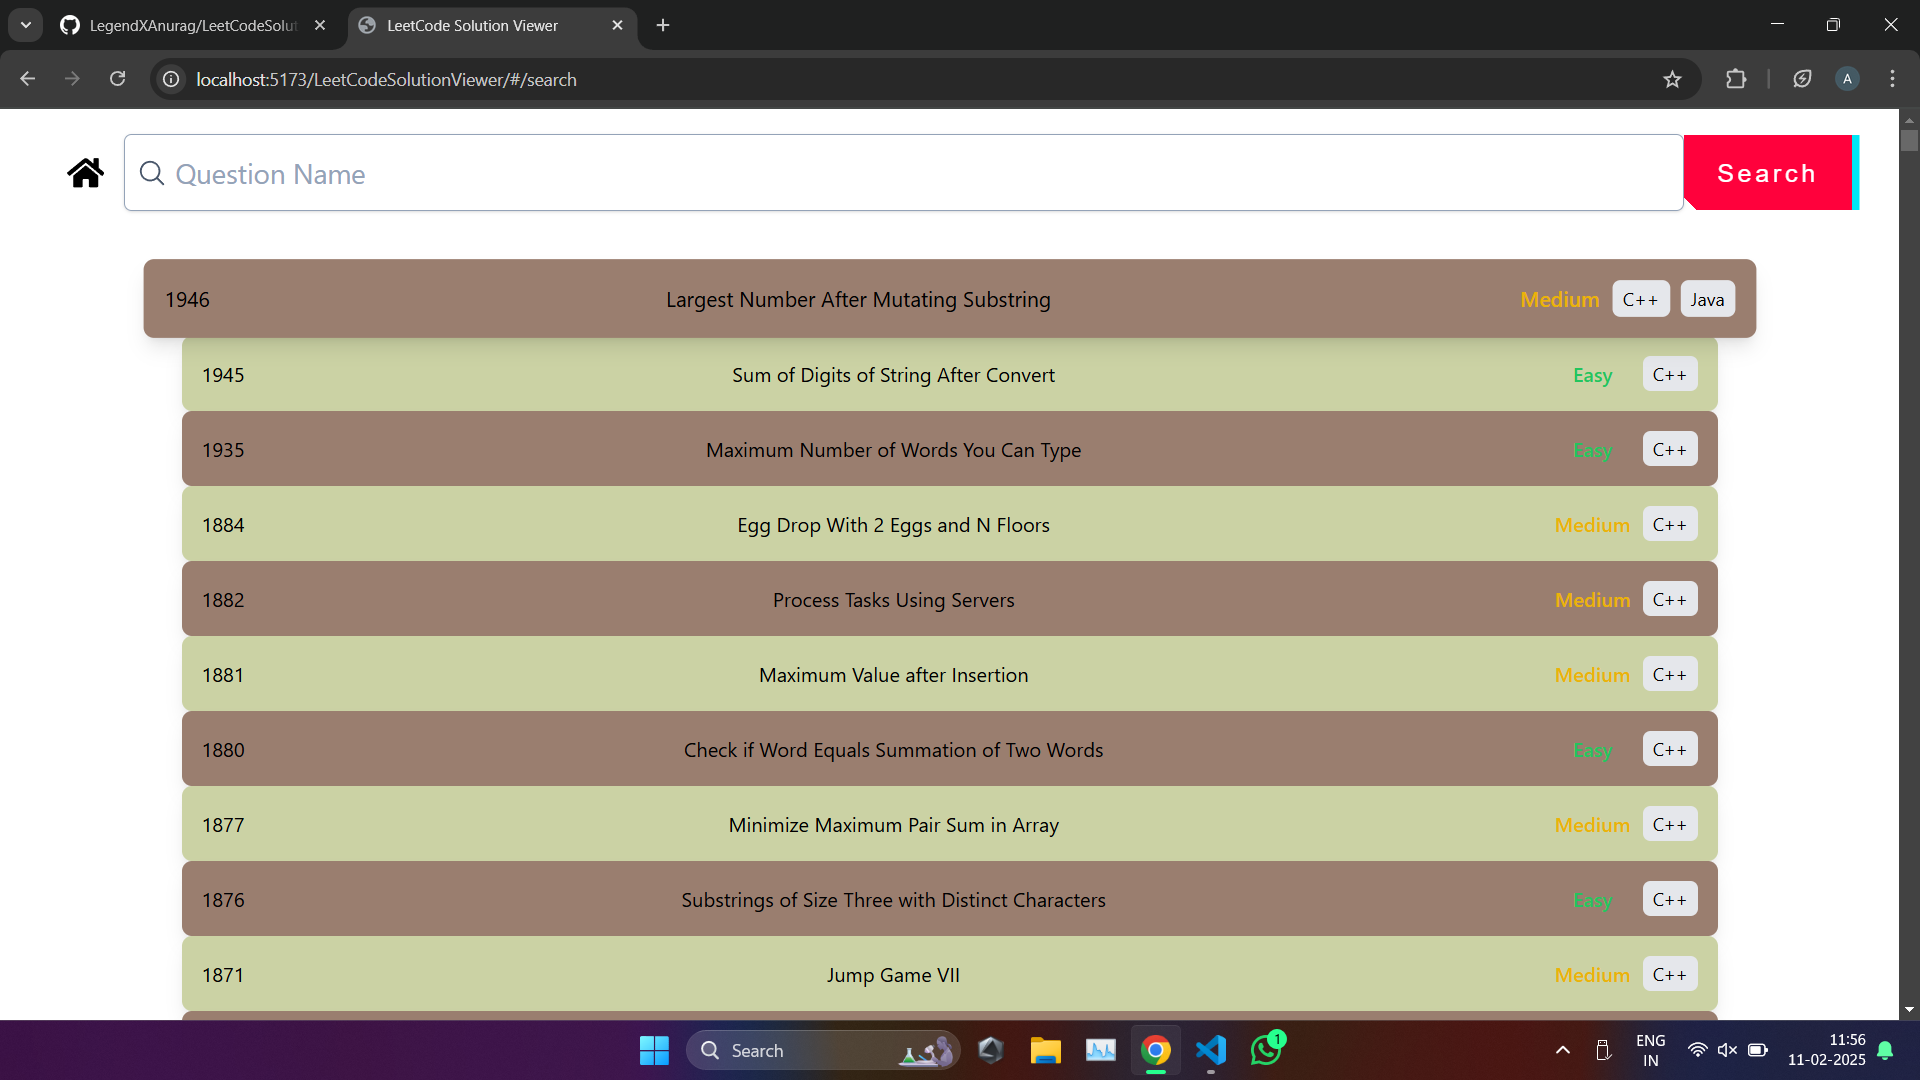 LegendXAnurag/LeetCodeSolut
LeetCode Solution Viewer
localhost:5173/LeetCodeSolutionViewer/#/search
A
Question Name
Search
1946 Largest Number After Mutating Substring Medium C++ Java
1945 Sum of Digits of String After Convert Easy C++
1935 Maximum Number of Words You Can Type Easy C++
1884 Egg Drop With 2 Eggs and N Floors Medium C++
1882 Process Tasks Using Servers Medium C++
1881 Maximum Value after Insertion Medium C++
1880 Check if Word Equals Summation of Two Words Easy C++
1877 Minimize Maximum Pair Sum in Array Medium C++
1876 Substrings of Size Three with Distinct Characters Easy C++
1871 Jump Game VII Medium C++
Search
1
ENG
IN
11:56
11-02-2025